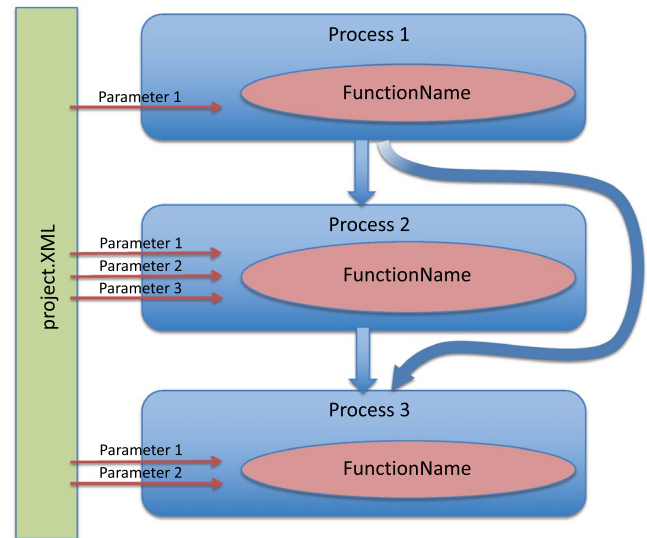 project.XML
Process 1
Parameter 1
FunctionName
Process 2
Parameter 1
Parameter 2
Parameter 3
FunctionName
Process 3
Parameter 1
Parameter 2
FunctionName